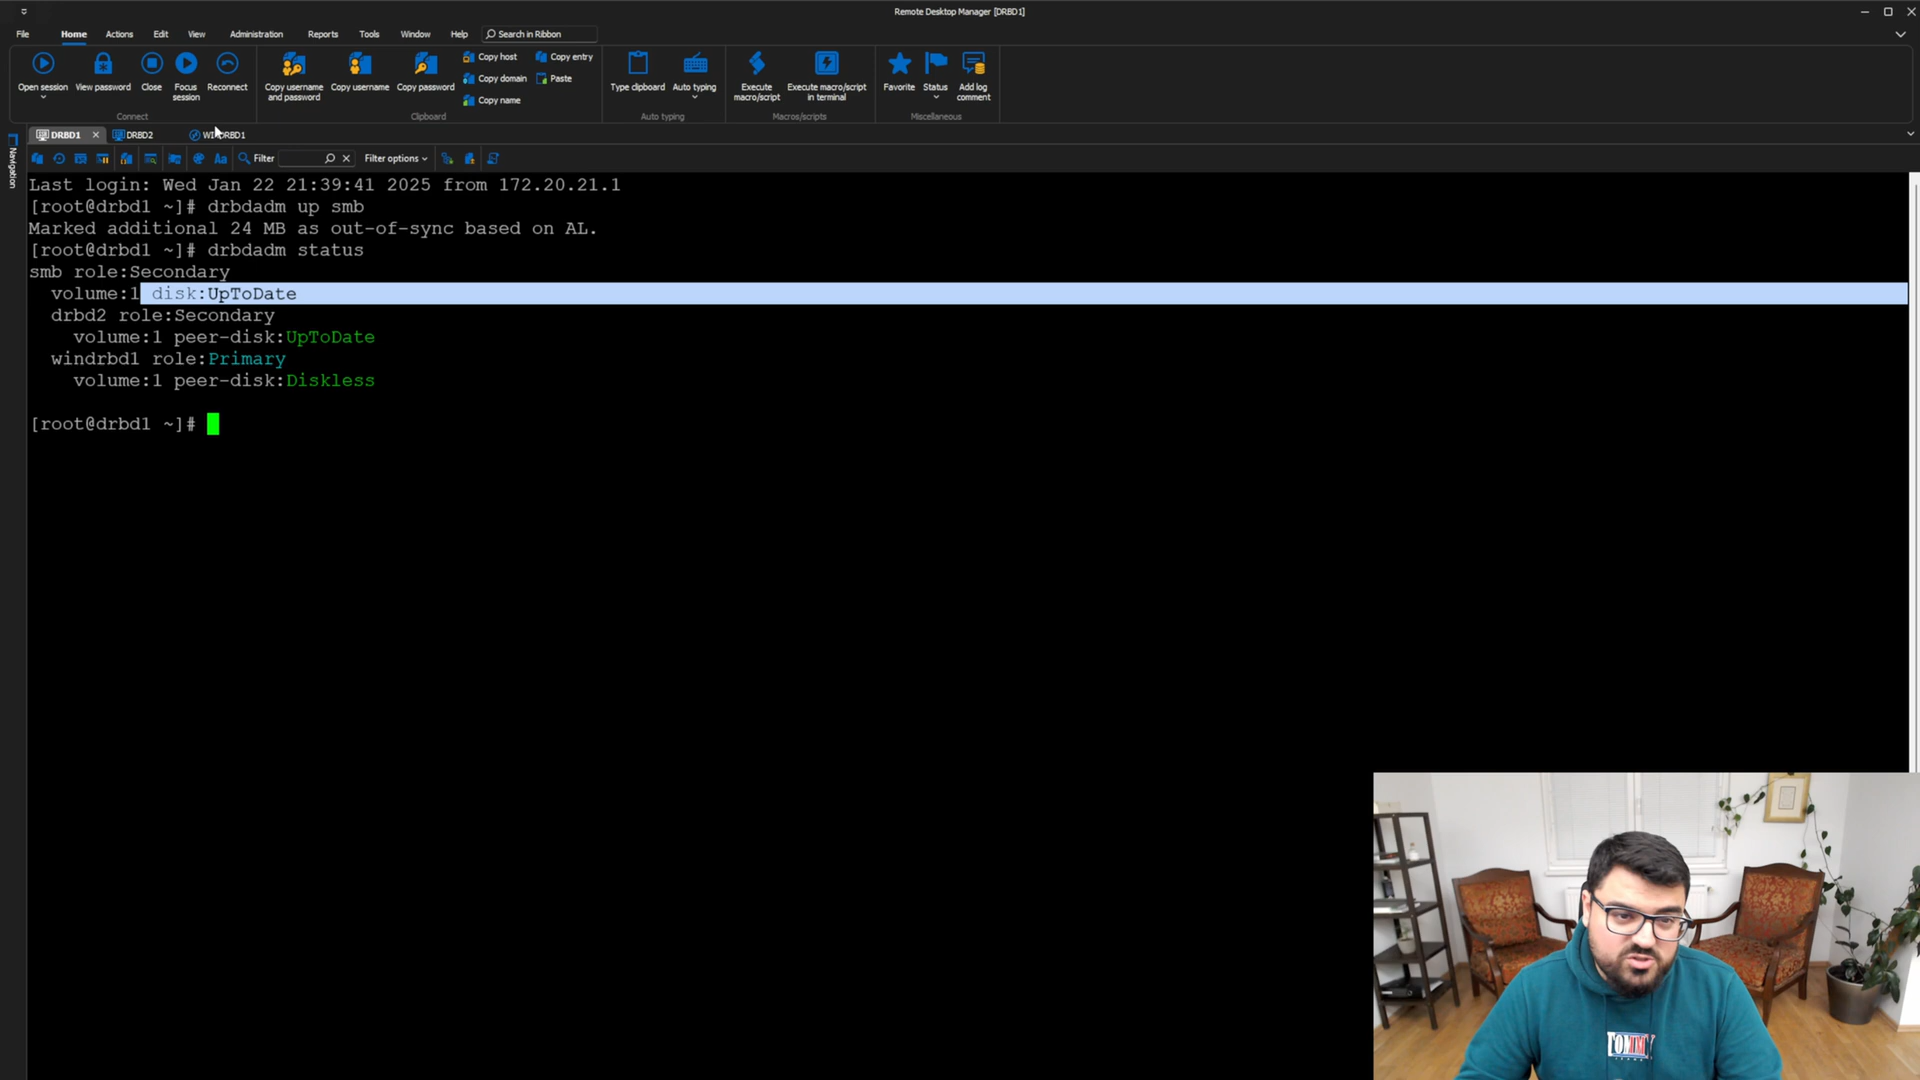 Remote Desktop Manager [DRBD1]
File Home Actions Edit View Administration Reports Tools Window Help Search in Ribbon
Open session View password Close Focus session Reconnect
Connect
Copy username and password Copy username Copy password
Copy host Copy entry
Copy domain Paste
Copy name
Clipboard
Type clipboard Auto typing
Auto typing
Execute macro/script Execute macro/script in terminal
Macros/scripts
Favorite Status Add log comment
Miscellaneous
DRBD1 DRBD2
Navigation
Filter Filter options
Last login: Wed Jan 22 21:39:41 2025 from 172.20.21.1
[root@drbd1 ~]# drbdadm up smb
Marked additional 24 MB as out-of-sync based on AL.
[root@drbd1 ~]# drbdadm status
smb role:Secondary
volume:1 disk:UpToDate
drbd2 role:Secondary
volume:1 peer-disk:UpToDate
windrbd1 role:Primary
volume:1 peer-disk:Diskless
[root@drbd1 ~]#
TOMMY